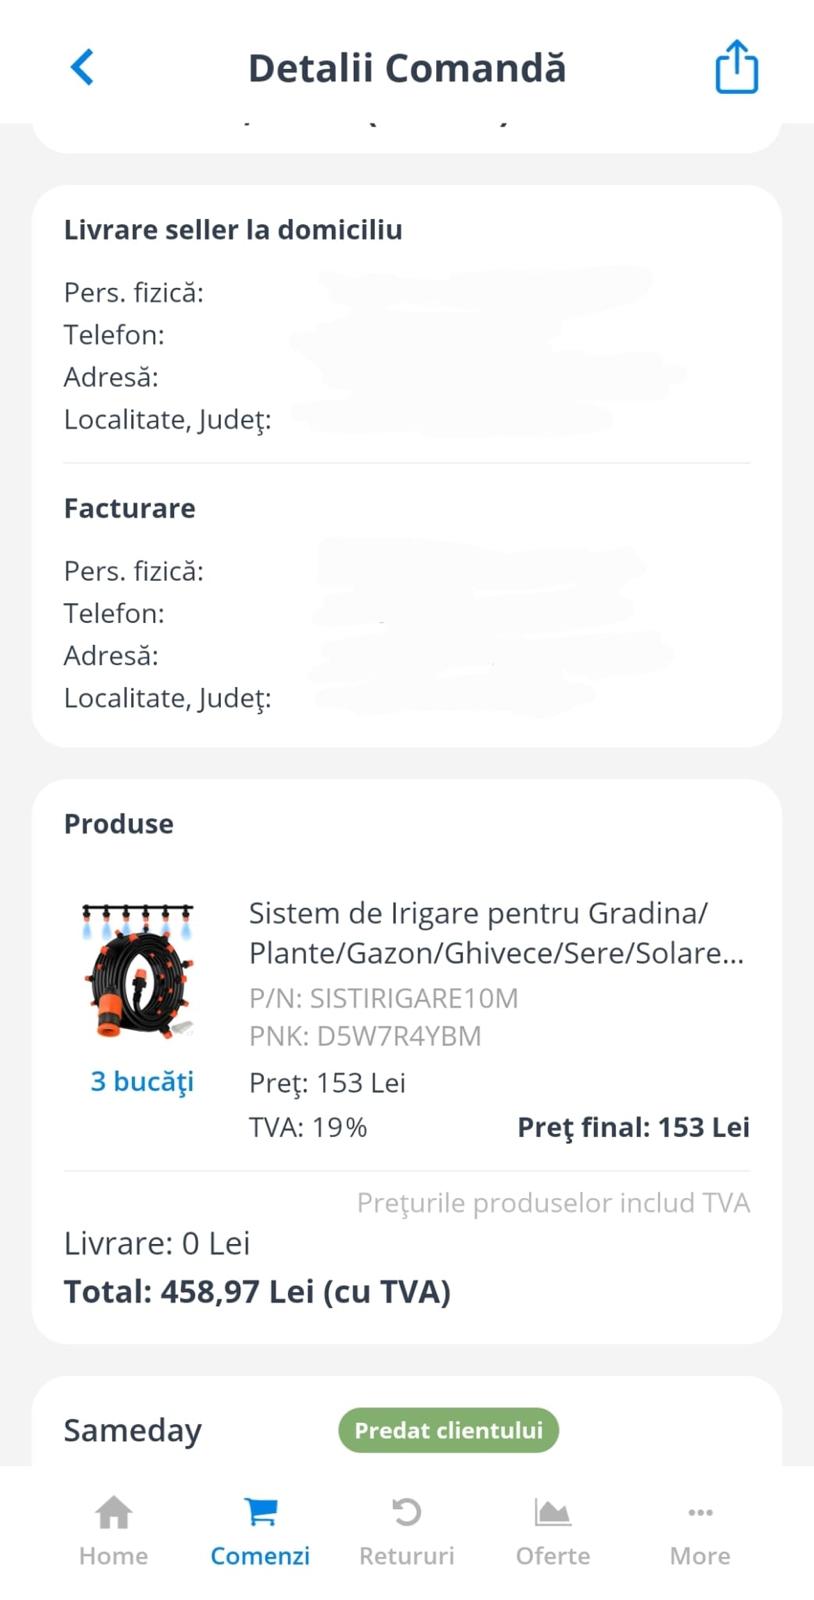 Detalii Comandă
Livrare seller la domiciliu
Pers. fizică:
Telefon:
Adresă:
Localitate, Județ:
Facturare
Pers. fizică:
Telefon:
Adresă:
Localitate, Județ:
Produse
Sistem de Irigare pentru Gradina/
Plante/Gazon/Ghivece/Sere/Solare...
P/N: SISTIRIGARE10M
PNK: D5W7R4YBM
3 bucăţi
Preţ: 153 Lei
TVA: 19%
Preţ final: 153 Lei
Preţurile produselor includ TVA
Livrare: 0 Lei
Total: 458,97 Lei (cu TVA)
Sameday
Predat clientului
Home
Comenzi
Retururi
Oferte
More